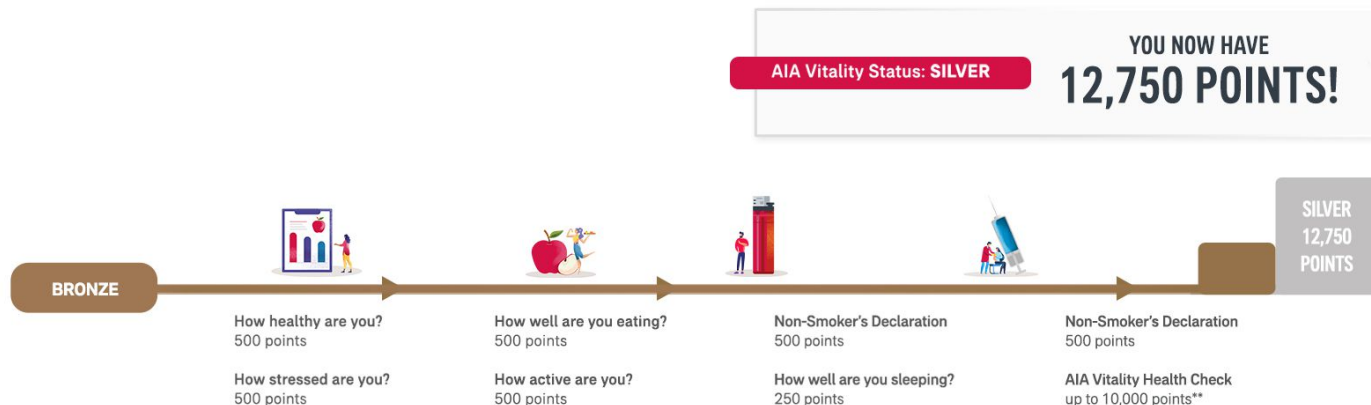 YOU NOW HAVE
AIA Vitality Status: SILVER
12,750 POINTS!
SILVER
12,750
POINTS
BRONZE
How healthy are you?
500 points
How stressed are you?
500 points
How well are you eating?
500 points
How active are you?
500 points
Non-Smoker's Declaration
500 points
How well are you sleeping?
250 points
Non-Smoker's Declaration
500 points
AIA Vitality Health Check
up to 10,000 points**